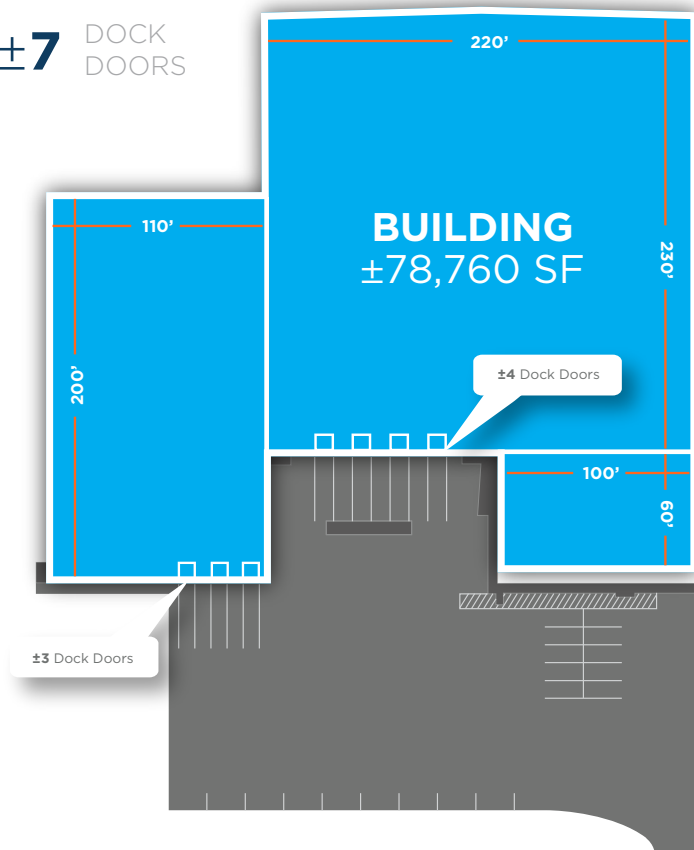 ±7 DOCK
DOORS
220'
110'
BUILDING
±78,760 SF
230'
200'
±4 Dock Doors
100'
60'
±3 Dock Doors